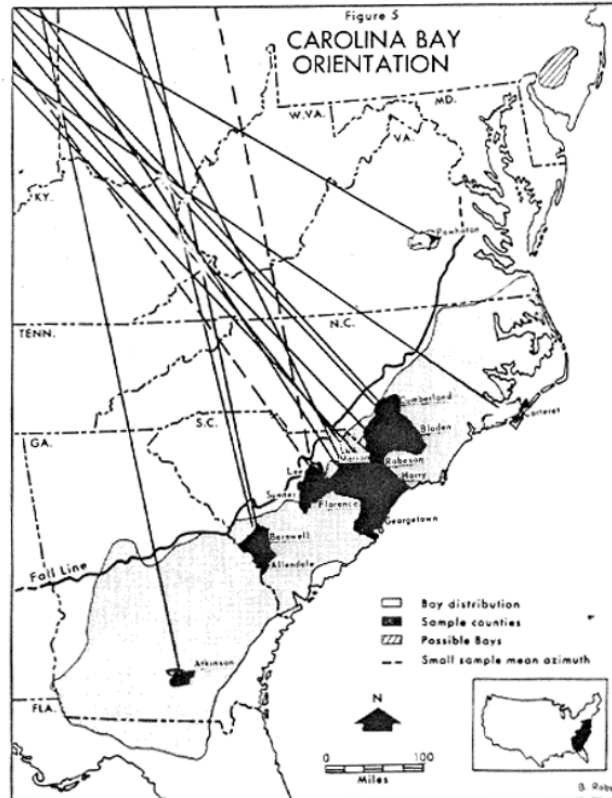 Figure 5
CAROLINA BAY
ORIENTATION
MD.
W.VA.
VA.
KY.
Powhatan
N.C.
TENN.
Cumberland
Carteret
S.C.
Bladen
GA.
Marion
Robeson
Lee
Horry
Sumter
Florence
Georgetown
Barnwell
Fall Line
Allendale
Bay distribution
Sample counties
Possible Bays
Small sample mean azimuth
Atkinson
FLA.
N
0
100
Miles